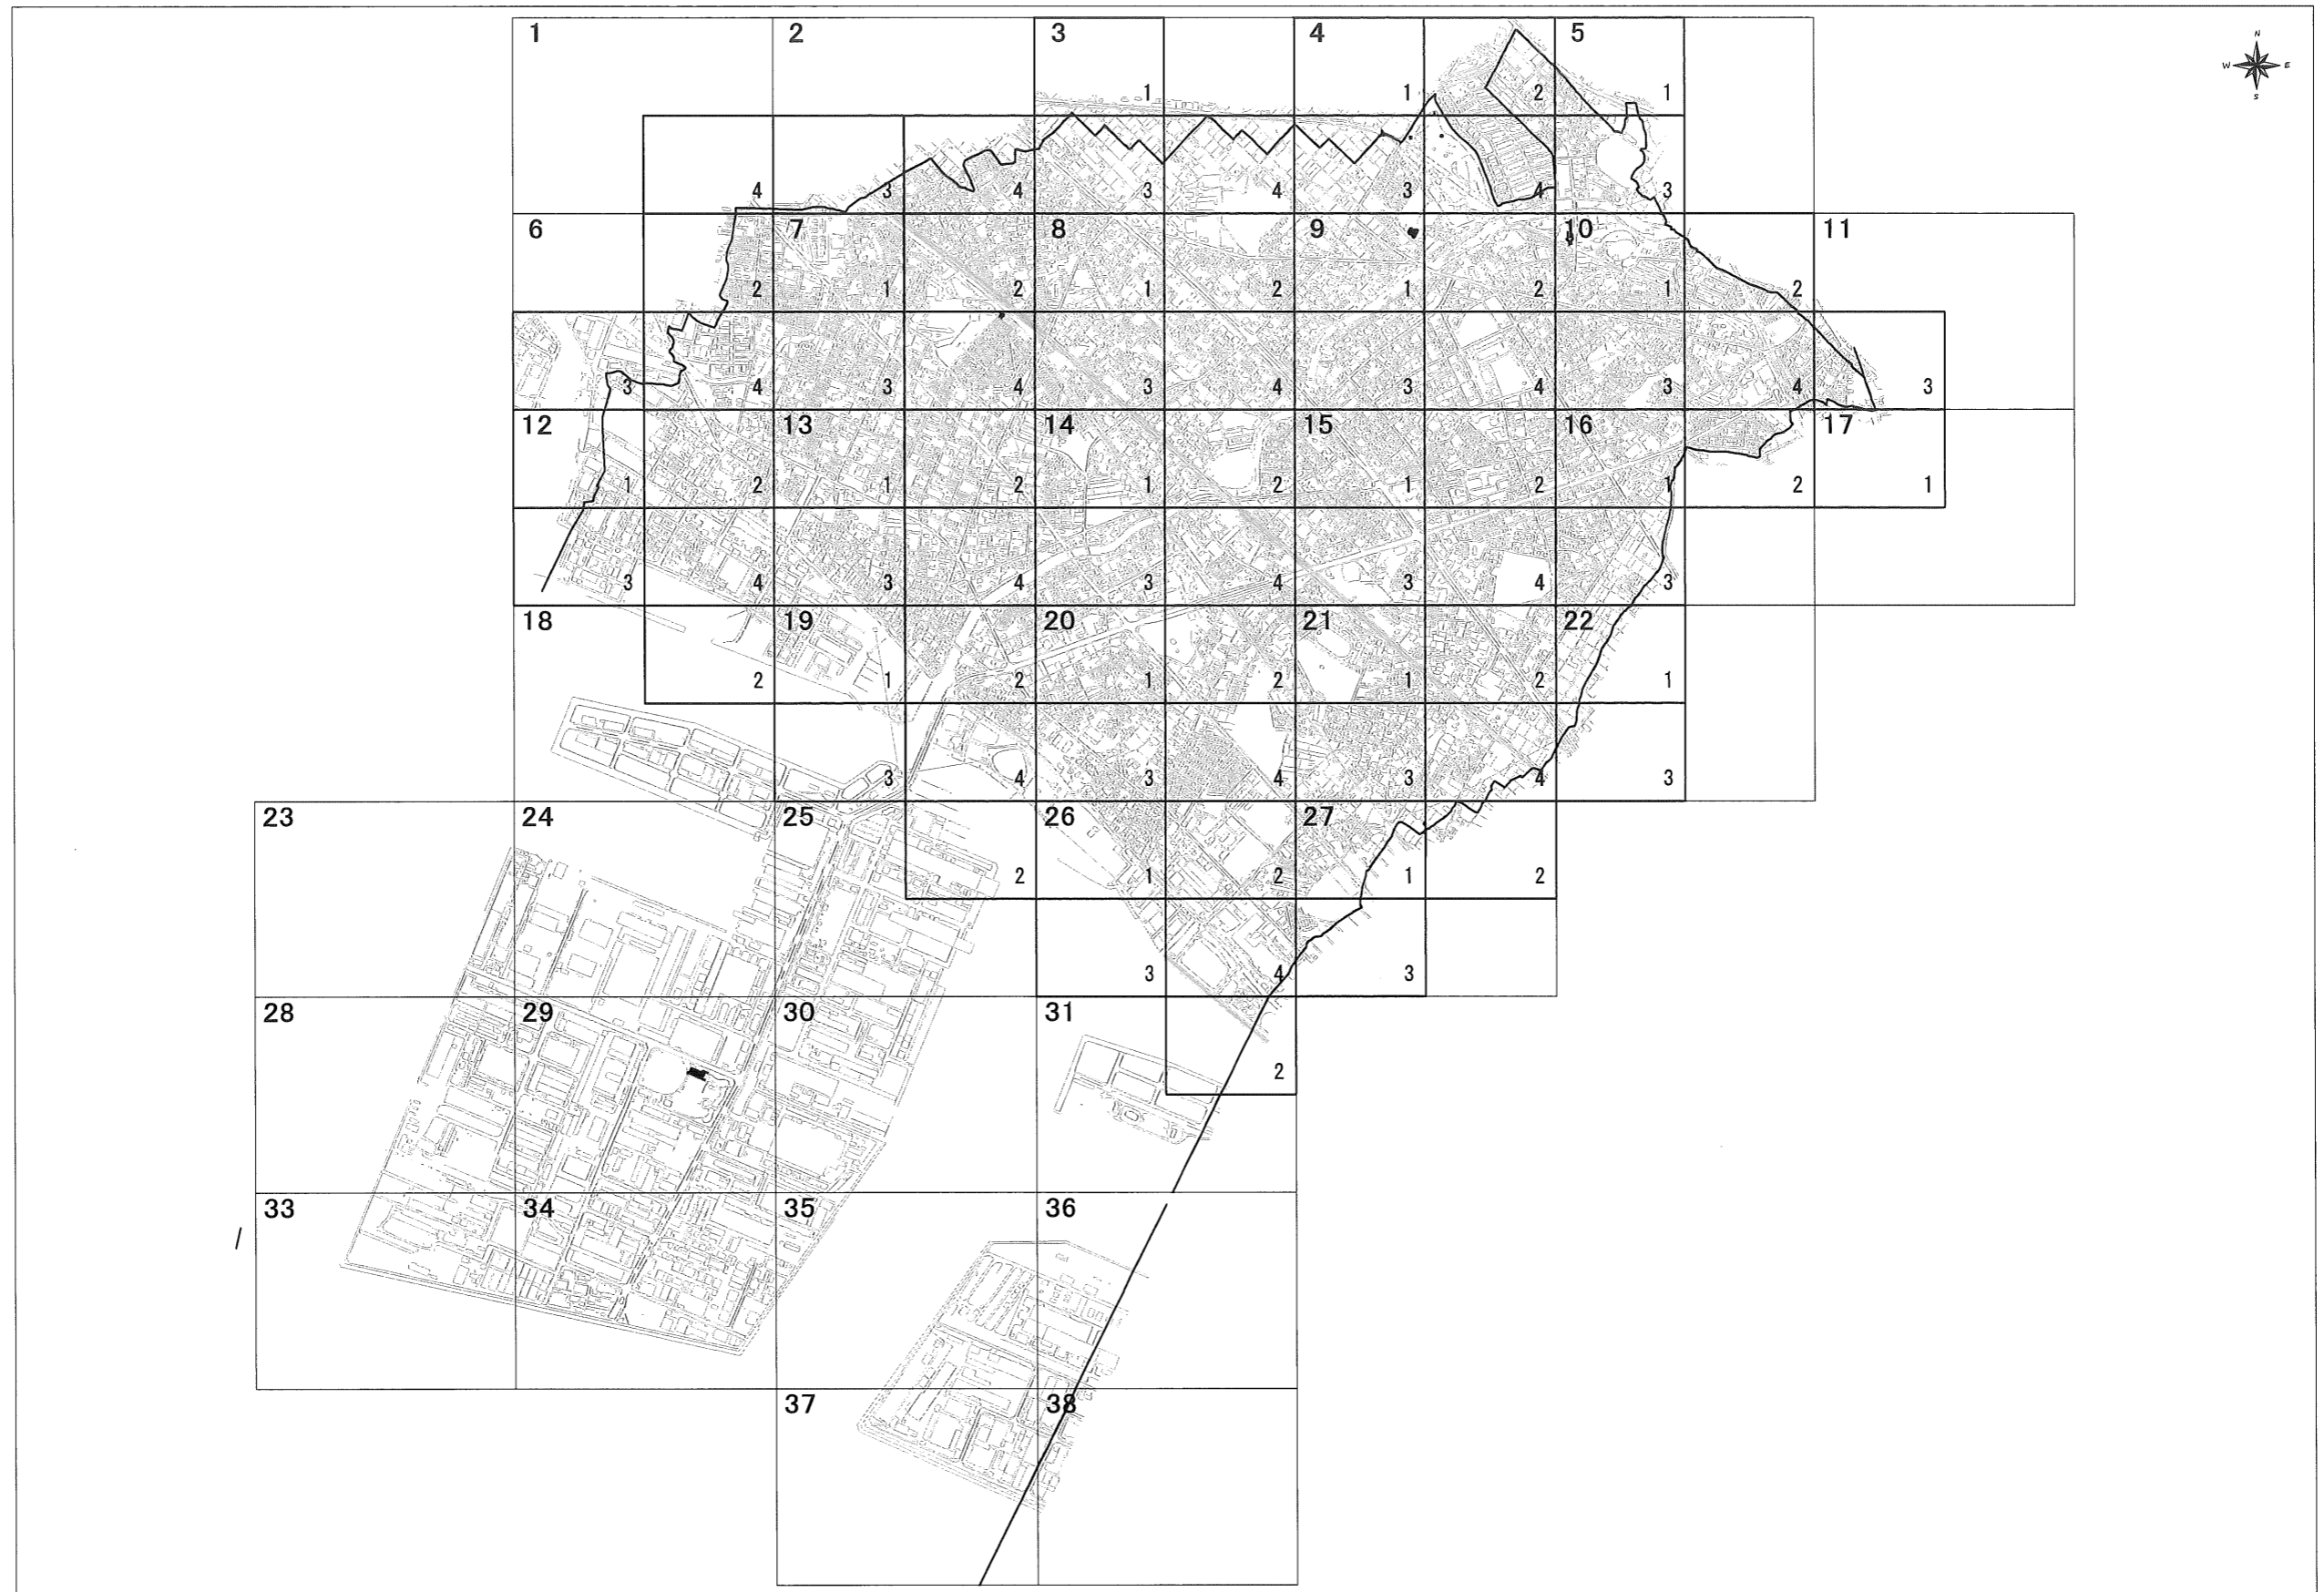 1 2 3 4 5
N
W E
S
1 1 2 1
4 3 4 3 4 3 4 3
6 7 8 9 10 11
2 1 2 1 2 1 2 1 2
3 4 3 4 3 4 3 4 3 4 3
12 13 14 15 16 17
1 2 1 2 1 2 1 2 1 2 1
3 4 3 4 3 4 3 4 3
18 19 20 21 22
2 1 2 1 2 1 2 1
3 4 3 4 3 4 3
23 24 25 26 27
2 1 2 1 2
3 4 3
28 29 30 31
2
33 34 35 36
37 38